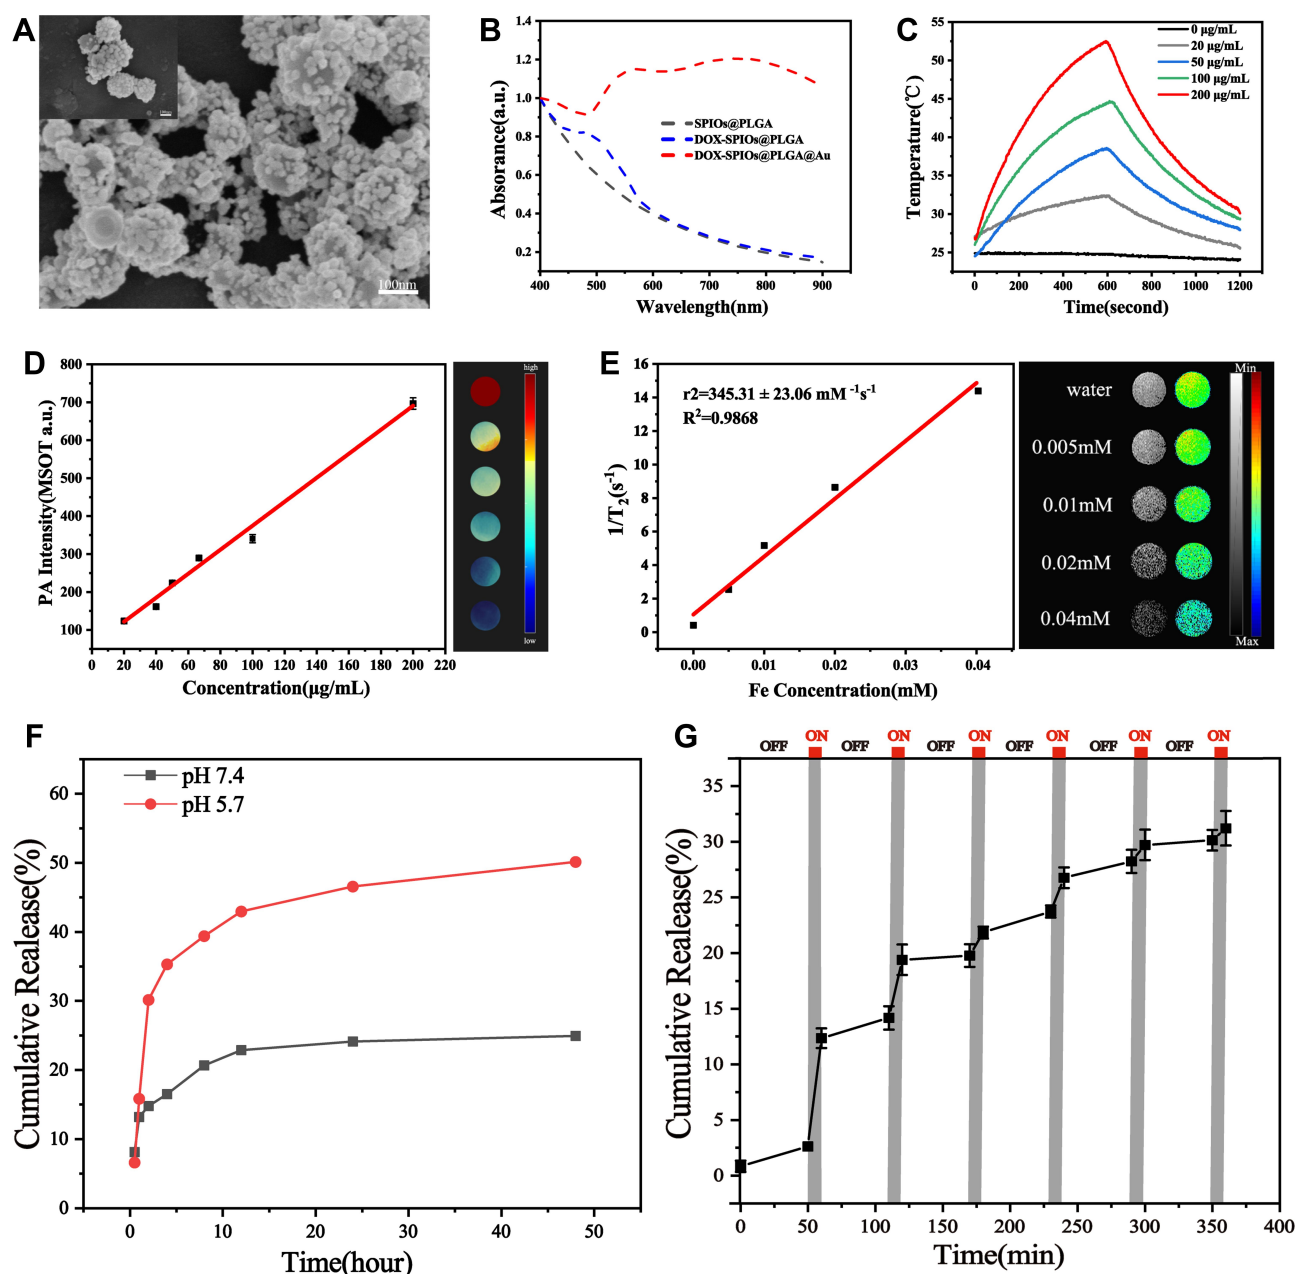 A
100nm
100nm
B
Absorance(a.u.)
1.4
1.2
1.0
0.8
0.6
0.4
0.2
SPIOs@PLGA
DOX-SPIOs@PLGA
DOX-SPIOs@PLGA@Au
400 500 600 700 800 900
Wavelength(nm)
C
Temperature(℃)
55
50
45
40
35
30
25
0 μg/mL
20 μg/mL
50 μg/mL
100 μg/mL
200 μg/mL
0 200 400 600 800 1000 1200
Time(second)
D
PA Intensity(MSOT a.u.)
800
700
600
500
400
300
200
100
0 20 40 60 80 100 120 140 160 180 200 220
Concentration(μg/mL)
high
low
E
1/T2(s-1)
16
14
12
10
8
6
4
2
0
r2=345.31 ± 23.06 mM -1s-1
R2=0.9868
0.00 0.01 0.02 0.03 0.04
Fe Concentration(mM)
water
0.005mM
0.01mM
0.02mM
0.04mM
Min
Max
F
Cumulative Realease(%)
60
50
40
30
20
10
0
pH 7.4
pH 5.7
0 10 20 30 40 50
Time(hour)
G
OFF ON OFF ON OFF ON OFF ON OFF ON OFF ON
Cumulative Realease(%)
35
30
25
20
15
10
5
0
0 50 100 150 200 250 300 350 400
Time(min)